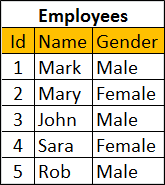 Employees
Id Name Gender
1 Mark Male
2 Mary Female
3 John Male
4 Sara Female
5 Rob Male